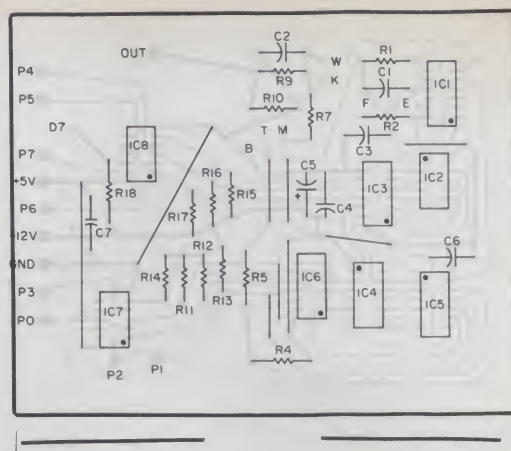 C2
OUT
W
R1
P4
R9
K
C1
IC1
P5
R10
F
E
R7
R2
D7
T M
IC8
C3
B
P7
R16
C5
IC3
IC2
+5V
R18
R15
+
P6
R17
C4
C7
-12V
R12
C6
GND
R14
R5
IC6
R13
IC4
P3
IC7
R11
IC5
P0
R4
P2
P1